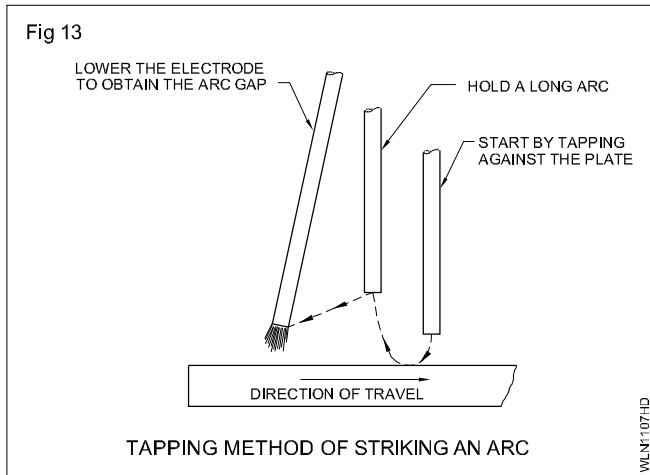 Fig 13
LOWER THE ELECTRODE
TO OBTAIN THE ARC GAP
HOLD A LONG ARC
START BY TAPPING
AGAINST THE PLATE
DIRECTION OF TRAVEL
TAPPING METHOD OF STRIKING AN ARC
WLN1107HD